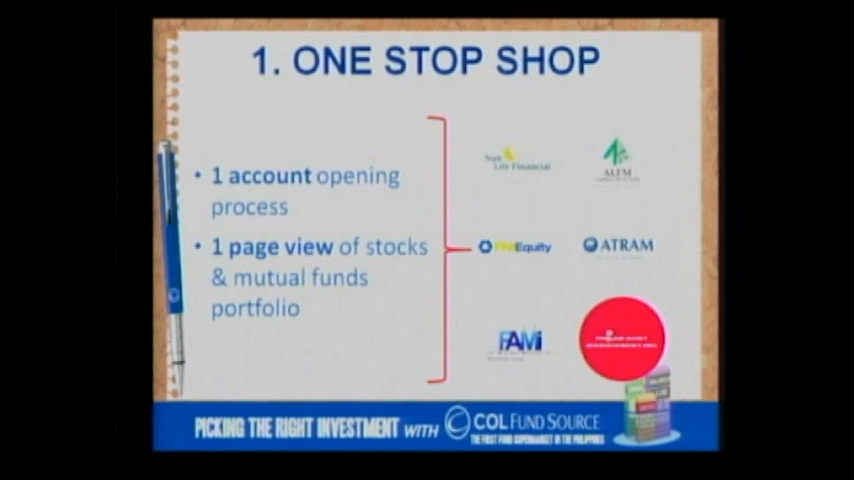 1. ONE STOP SHOP
• 1 account opening
process
• 1 page view of stocks
& mutual funds
portfolio
Sun
Life Financial
ALFM
PhilEquity
ATRAM
FAMI
PICKING THE RIGHT INVESTMENT WITH COL FUND SOURCE
THE FIRST FUND SUPERMARKET IN THE PHILIPPINES